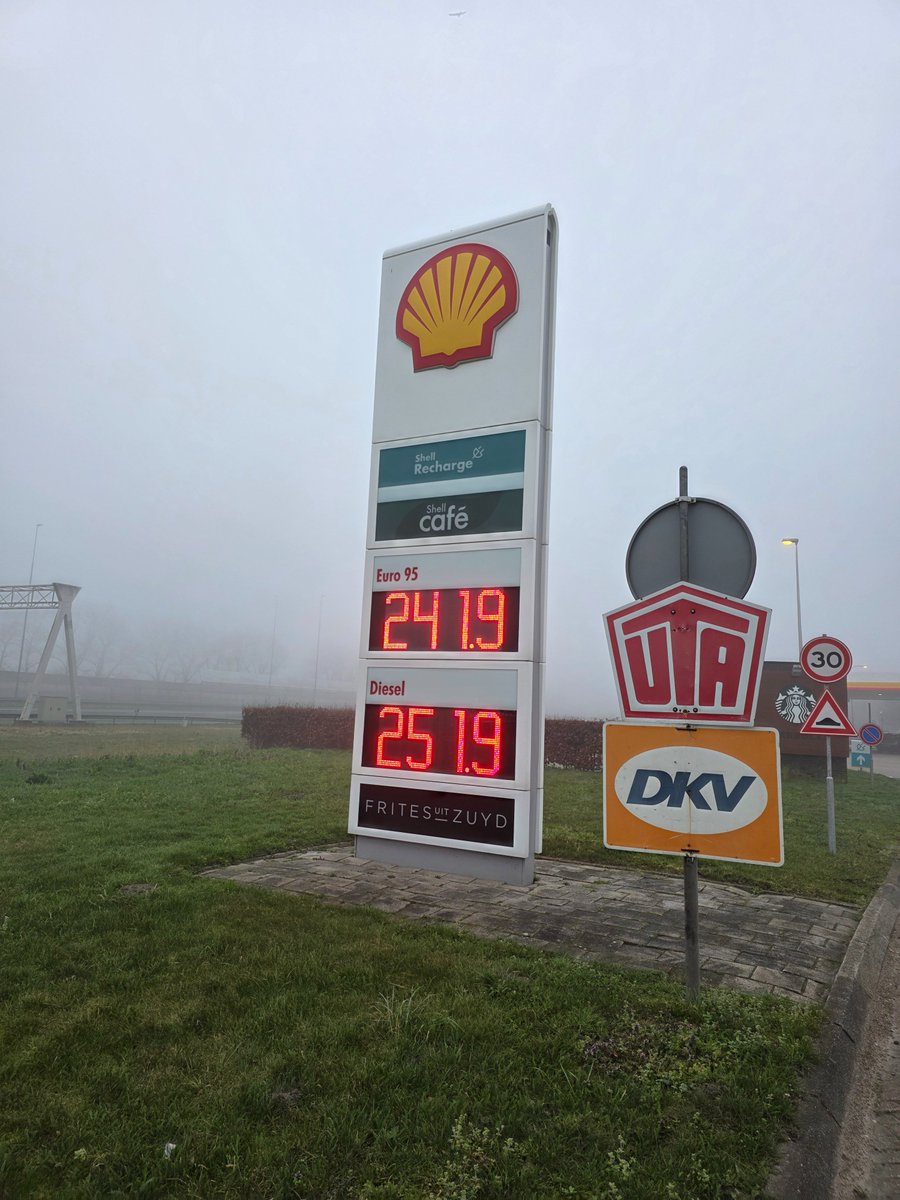 Shell
Recharge
Shell
café
Euro 95
241.9
Diesel
251.9
FRITES UIT ZUYD
UTA
DKV
30